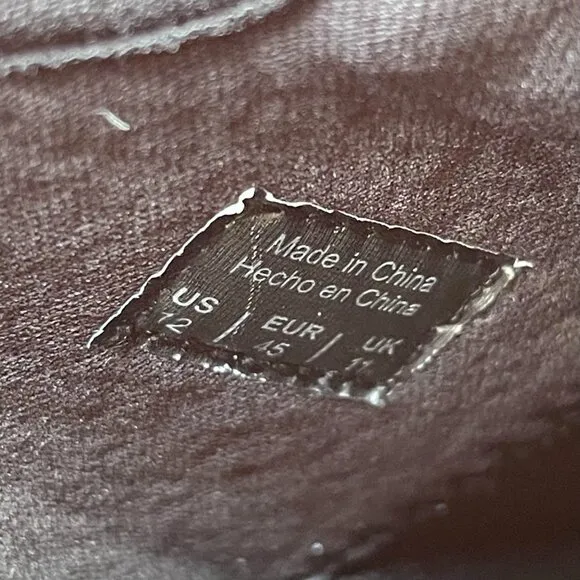 Made in China
Hecho en China
US / EUR / UK
12 / 45 / 11